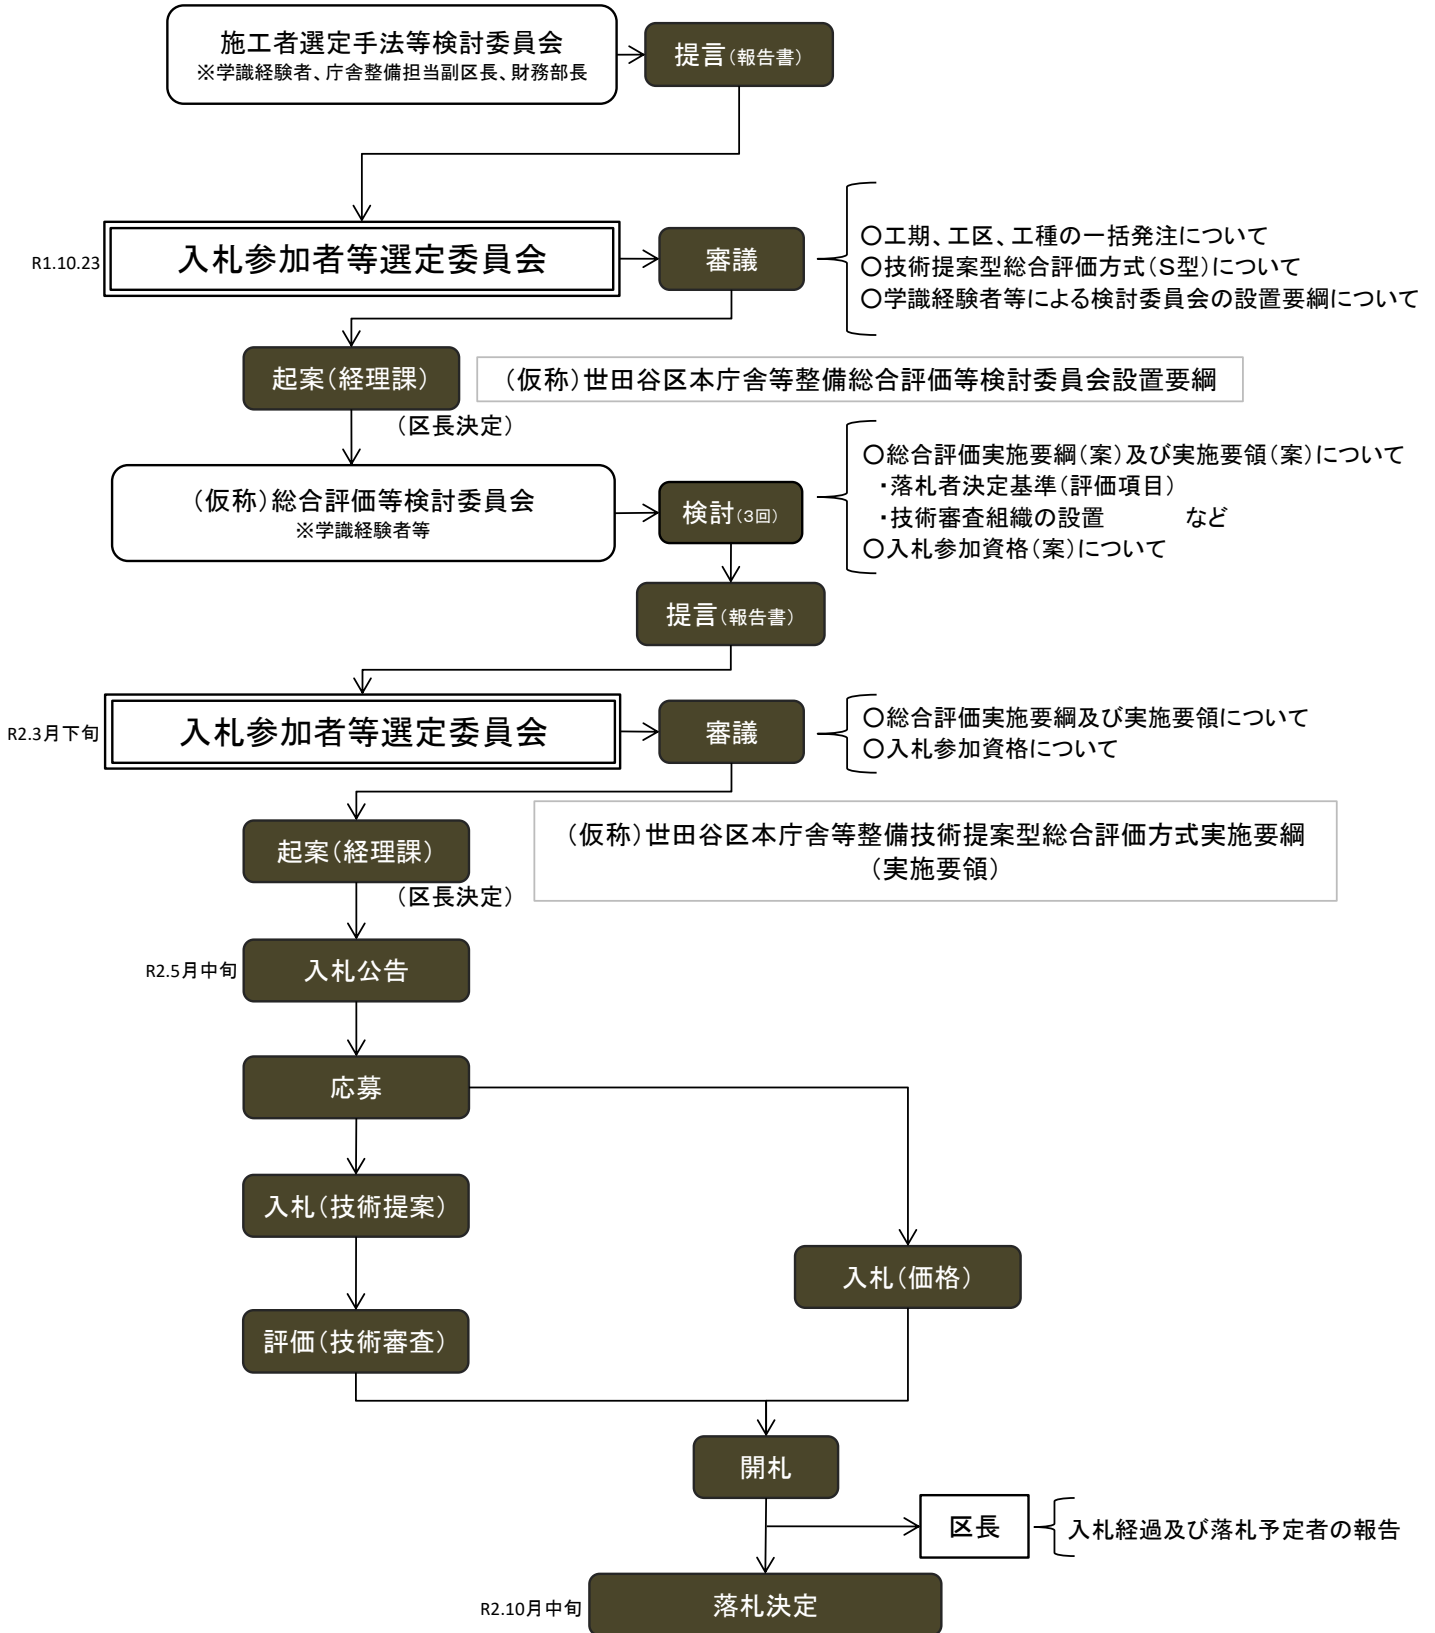 施工者選定手法等検討委員会
※学識経験者、庁舎整備担当副区長、財務部長
提言（報告書）
R1.10.23
入札参加者等選定委員会
審議
○工期、工区、工種の一括発注について
○技術提案型総合評価方式（S型）について
○学識経験者等による検討委員会の設置要綱について
起案（経理課）
（仮称）世田谷区本庁舎等整備総合評価等検討委員会設置要綱
（区長決定）
（仮称）総合評価等検討委員会
※学識経験者等
検討（3回）
○総合評価実施要綱（案）及び実施要領（案）について
・落札者決定基準（評価項目）
・技術審査組織の設置　　　など
○入札参加資格（案）について
提言（報告書）
R2.3月下旬
入札参加者等選定委員会
審議
○総合評価実施要綱及び実施要領について
○入札参加資格について
起案（経理課）
（仮称）世田谷区本庁舎等整備技術提案型総合評価方式実施要綱
（実施要領）
（区長決定）
R2.5月中旬
入札公告
応募
入札（技術提案）
入札（価格）
評価（技術審査）
開札
区長
入札経過及び落札予定者の報告
R2.10月中旬
落札決定